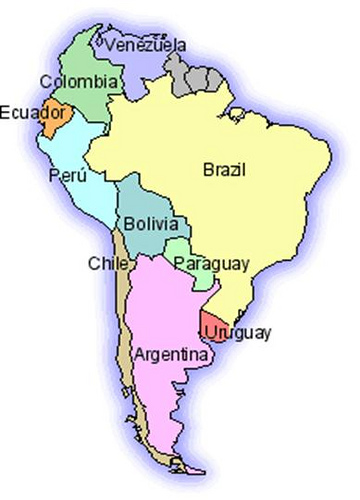 Venezuela
Colombia
Ecuador
Brazil
Perú
Bolivia
Chile
Paraguay
Uruguay
Argentina